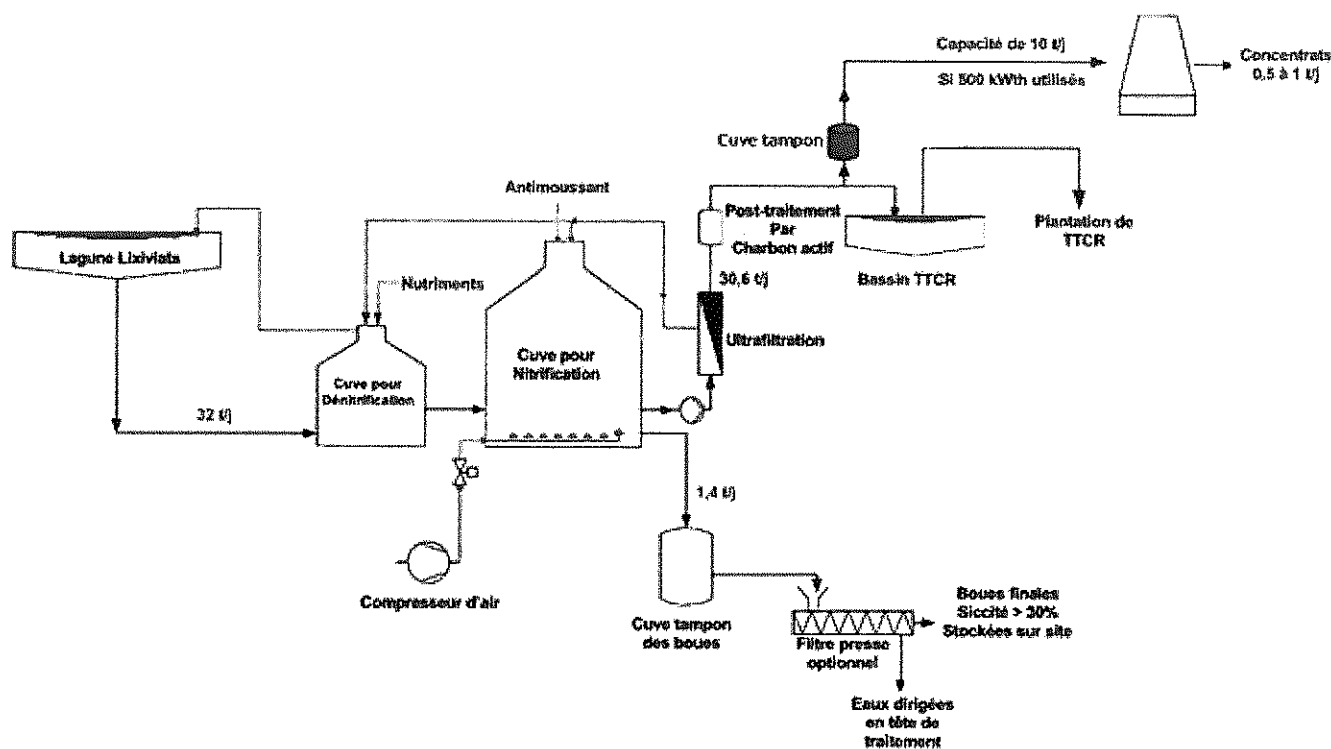 Capacité de 10 t/j
Si 500 kWth utilisés
Concentrats
0,5 à 1 t/j
Cuve tampon
Antimoussant
Post-traitement
Par
Charbon actif
Plantation de
TTCR
Lagune Lixiviats
Nutriments
30,6 t/j
Bassin TTCR
Ultrafiltration
Cuve pour
Nitrification
Cuve pour
Dénitrification
32 t/j
1,4 t/j
Compresseur d'air
Cuve tampon
des boues
Boues finales
Siccité > 30%
Stockées sur site
Filtre presse
optionnel
Eaux dirigées
en tête de
traitement